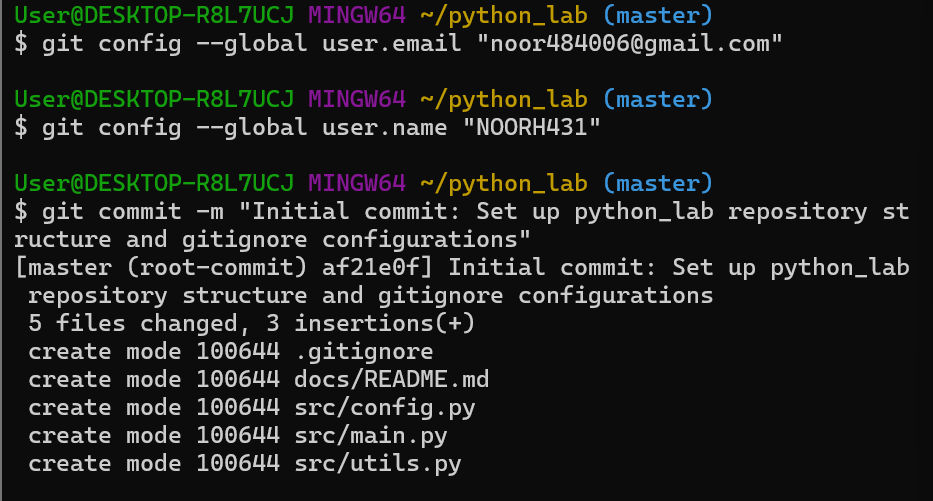 User@DESKTOP-R8L7UCJ MINGW64 ~/python_lab (master)
$ git config --global user.email "noor484006@gmail.com"
User@DESKTOP-R8L7UCJ MINGW64 ~/python_lab (master)
$ git config --global user.name "NOORH431"
User@DESKTOP-R8L7UCJ MINGW64 ~/python_lab (master)
$ git commit -m "Initial commit: Set up python_lab repository st
ructure and gitignore configurations"
[master (root-commit) af21e0f] Initial commit: Set up python_lab
 repository structure and gitignore configurations
 5 files changed, 3 insertions(+)
 create mode 100644 .gitignore
 create mode 100644 docs/README.md
 create mode 100644 src/config.py
 create mode 100644 src/main.py
 create mode 100644 src/utils.py